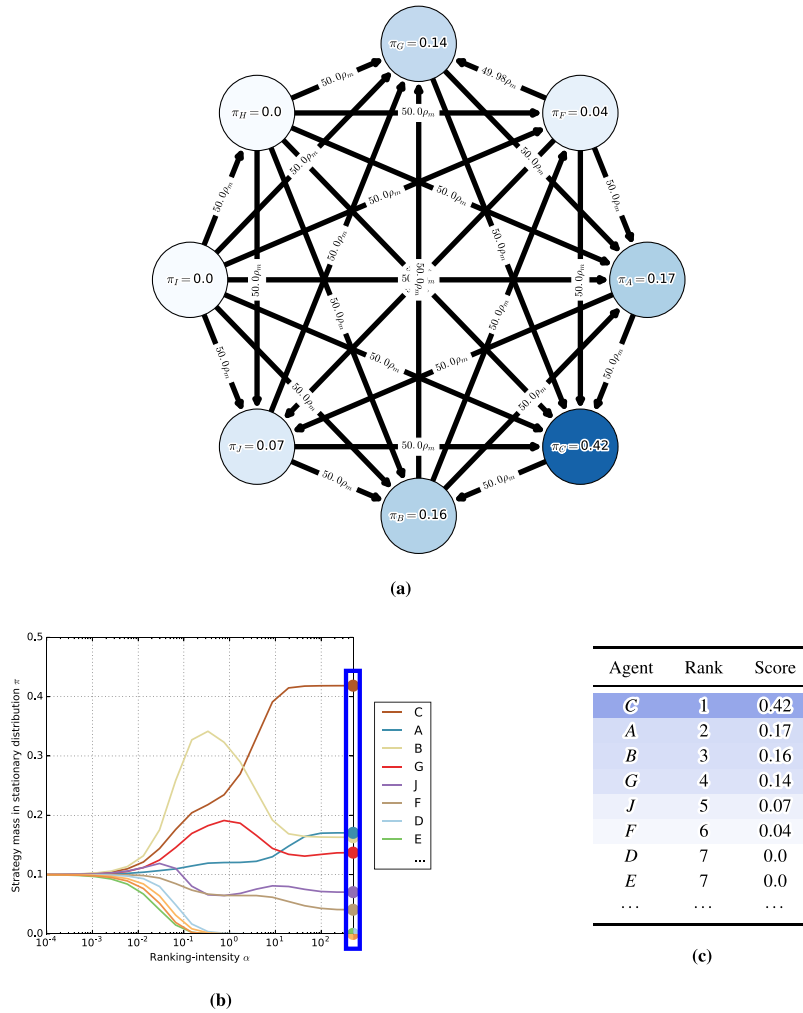 π_G=0.14
50.0ρ_m
49.98ρ_m
π_H=0.0
50.0ρ_m
π_F=0.04
50.0ρ_m
50.0ρ_m
50.0ρ_m
50.0ρ_m
50.0ρ_m
50.0ρ_m
π_I=0.0
50.0ρ_m
50.0ρ_m
50.0ρ_m
50.0ρ_m
π_A=0.17
50.0ρ_m
50.0ρ_m
50.0ρ_m
50.0ρ_m
50.0ρ_m
50.0ρ_m
π_J=0.07
50.0ρ_m
π_C=0.42
50.0ρ_m
50.0ρ_m
π_B=0.16
(a)
0.5
0.4
0.3
0.2
0.1
0.0
Strategy mass in stationary distribution π
10^-4
10^-3
10^-2
10^-1
10^0
10^1
10^2
Ranking-intensity α
C
A
B
G
J
F
D
E
...
(b)
Agent Rank Score
C 1 0.42
A 2 0.17
B 3 0.16
G 4 0.14
J 5 0.07
F 6 0.04
D 7 0.0
E 7 0.0
... ... ...
(c)